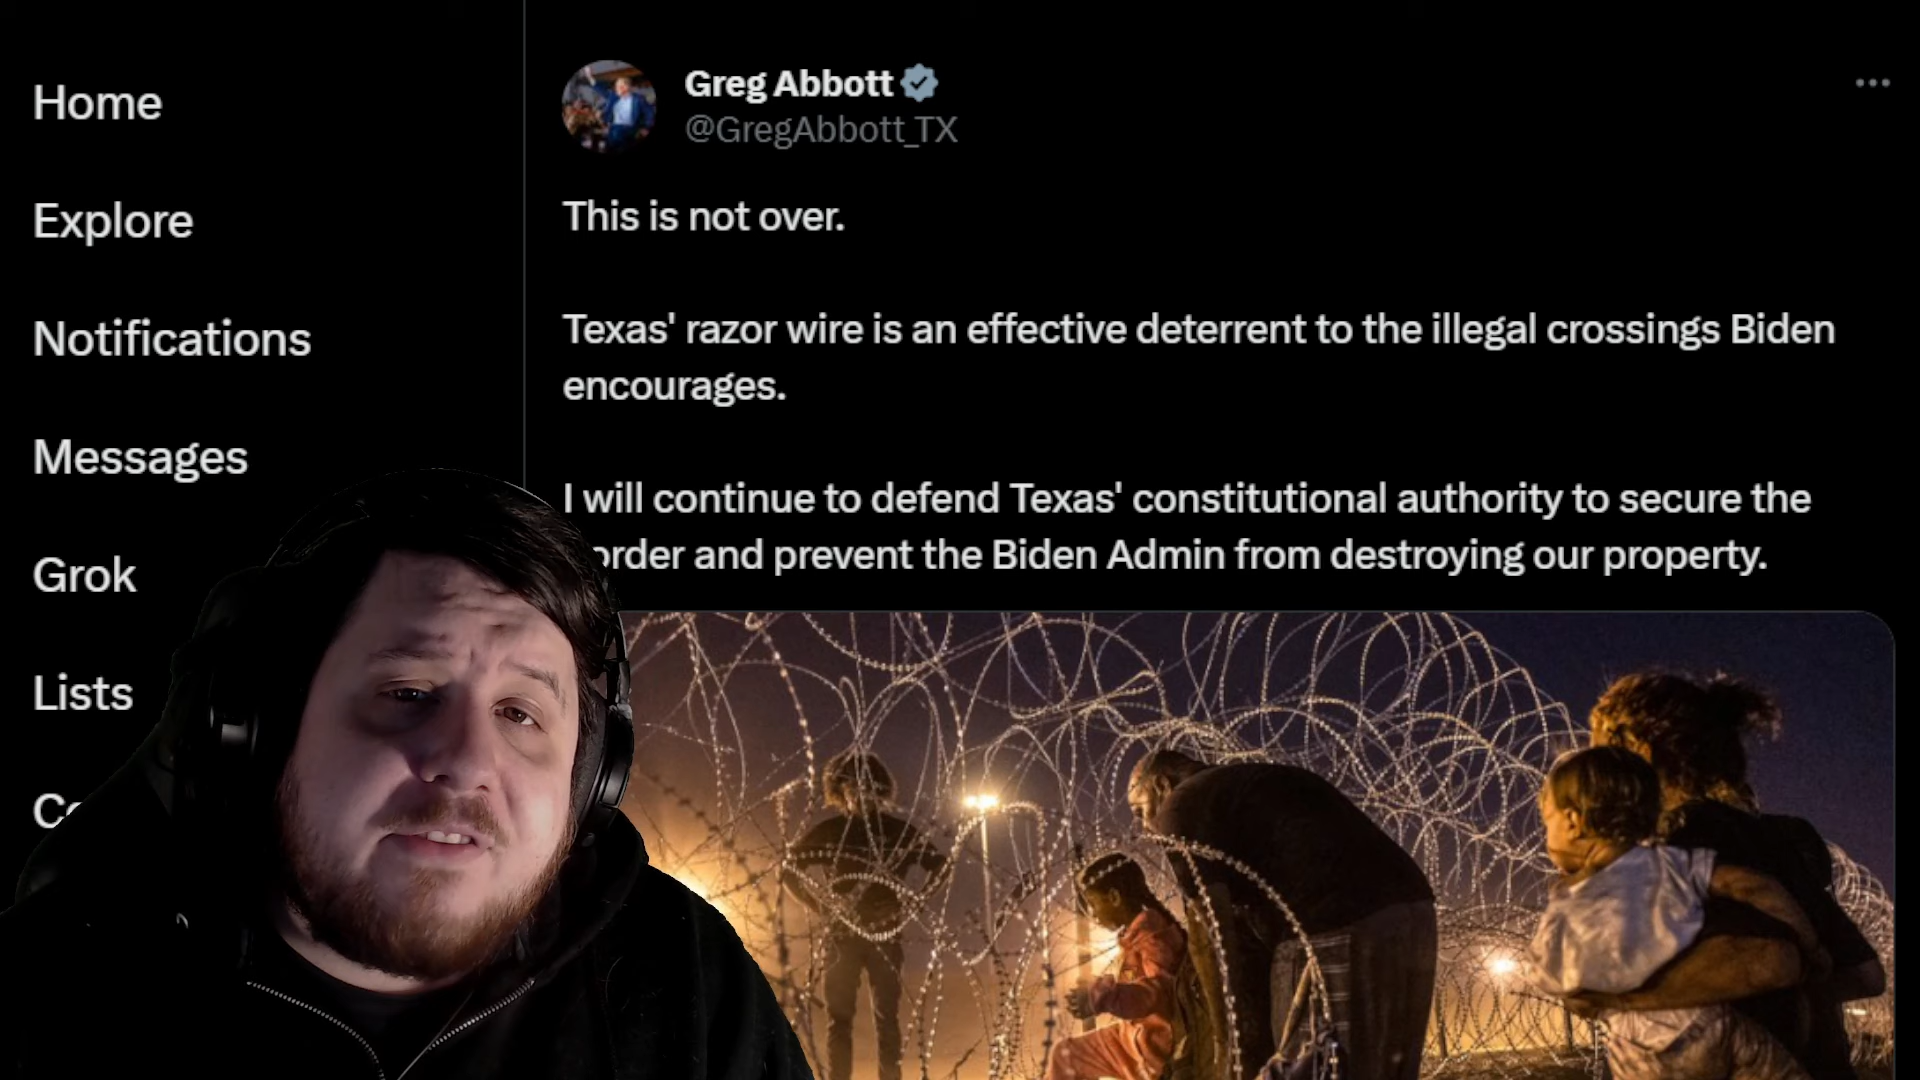 Home
Explore
Notifications
Messages
Grok
Lists
Greg Abbott
@GregAbbott_TX
This is not over.
Texas' razor wire is an effective deterrent to the illegal crossings Biden
encourages.
I will continue to defend Texas' constitutional authority to secure the
order and prevent the Biden Admin from destroying our property.